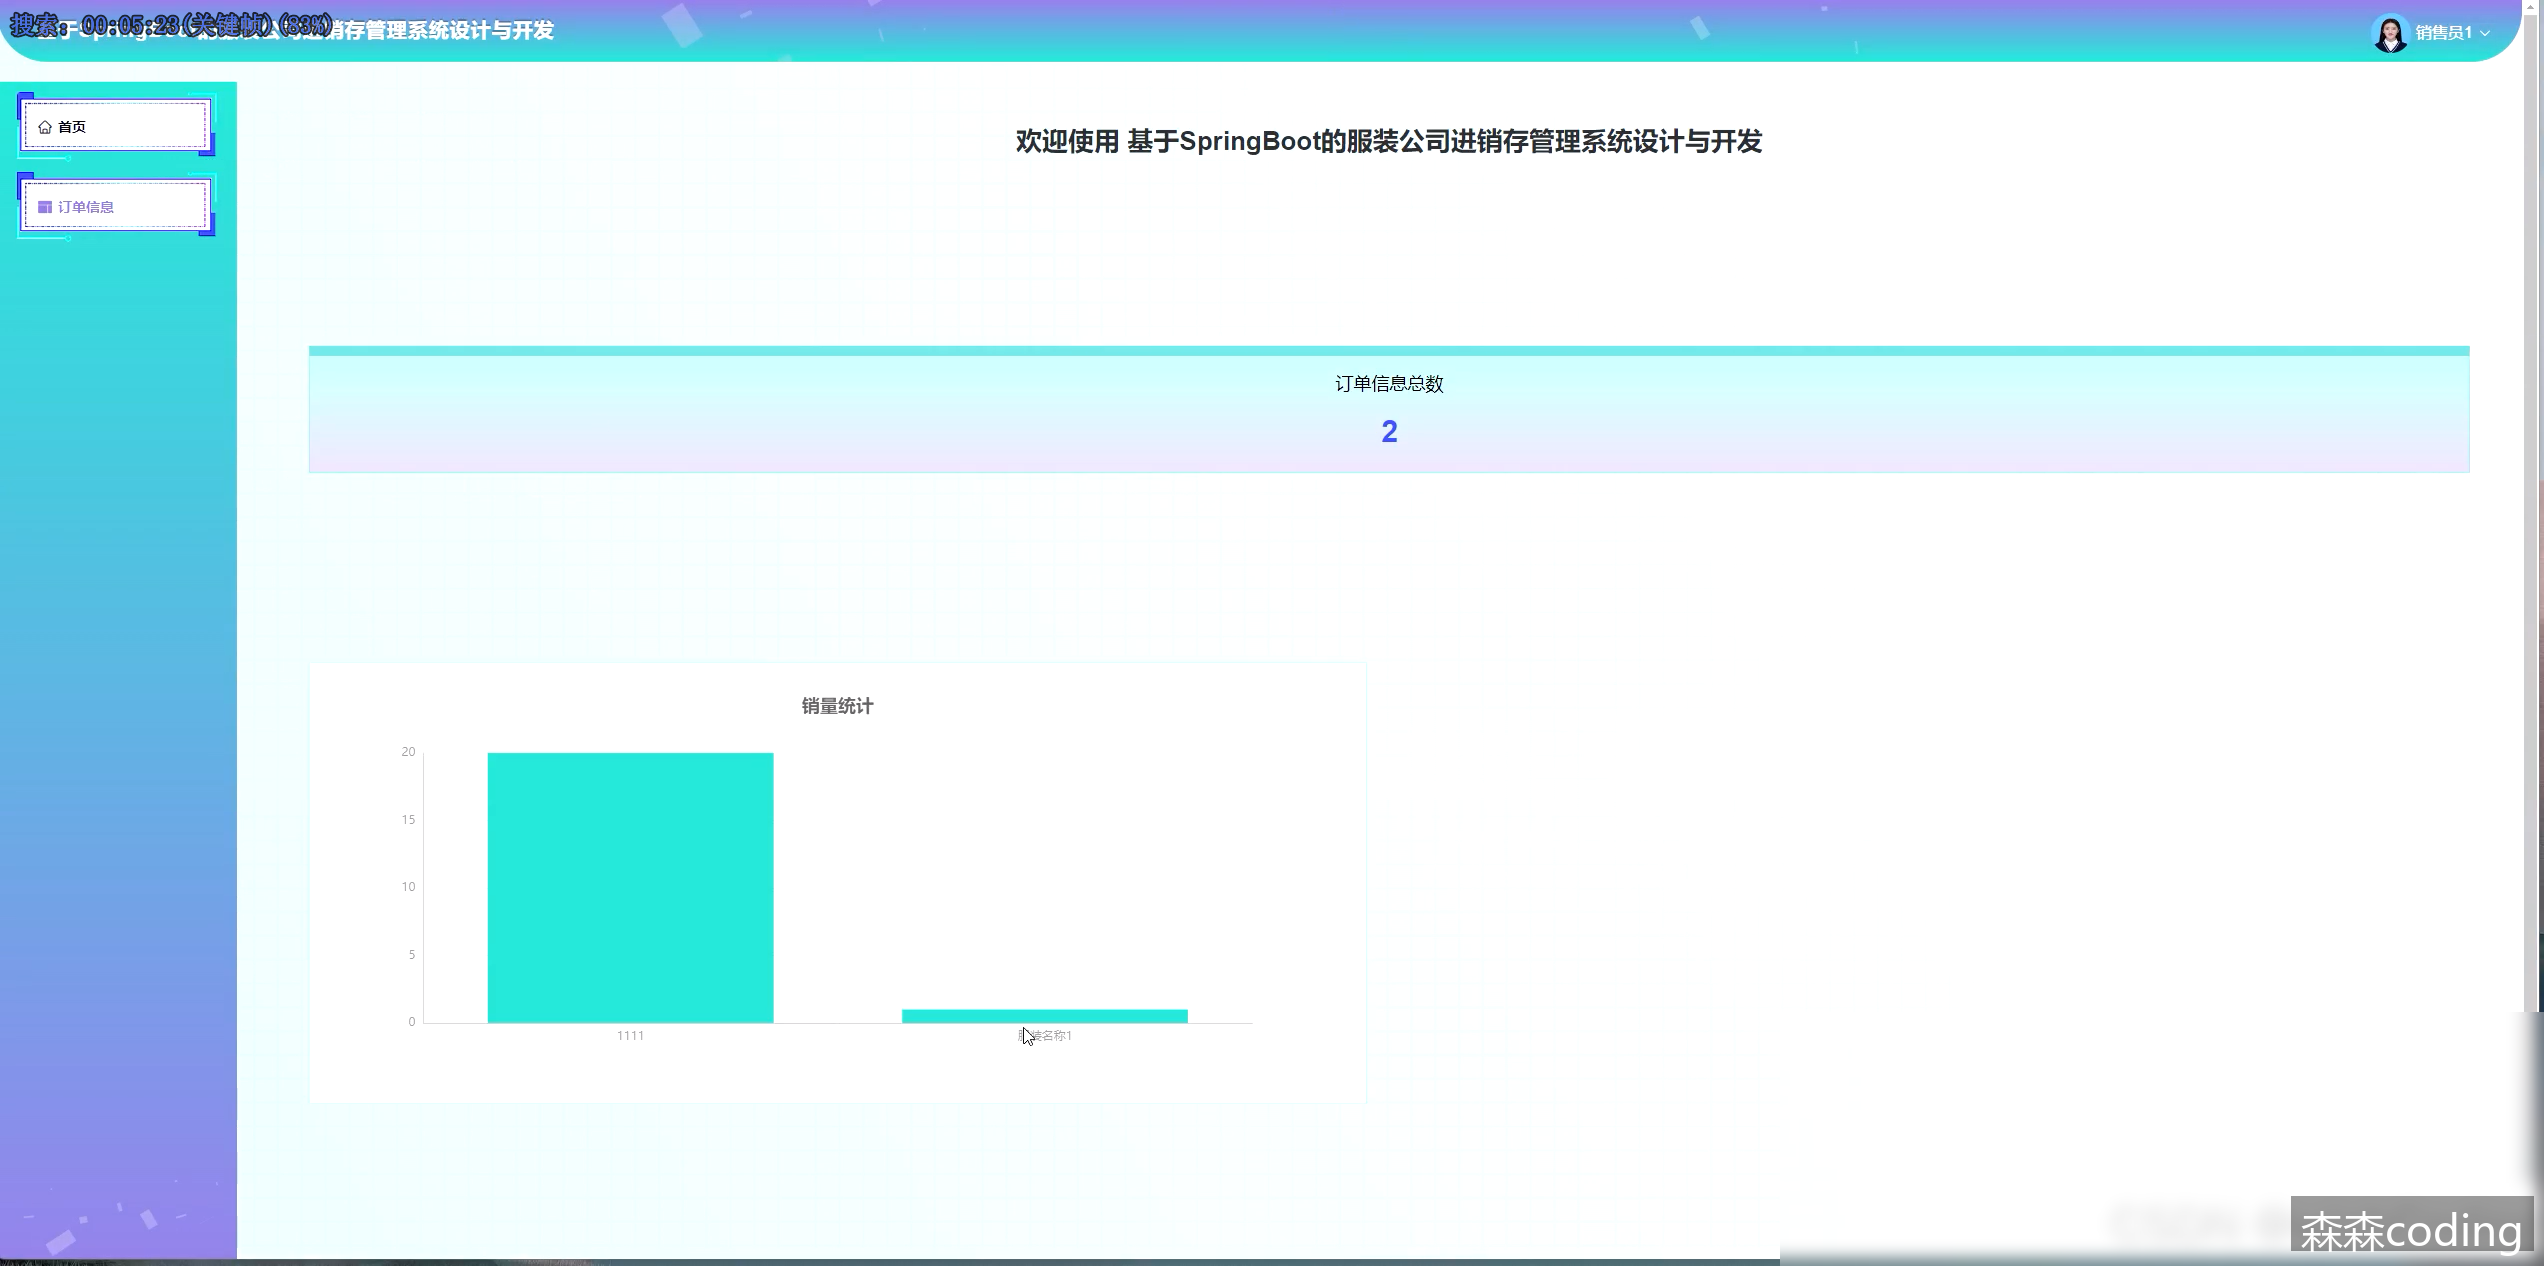 搜索: 00:05:23(关键帧)(83%)
进销存管理系统设计与开发
销售员1
首页
订单信息
欢迎使用 基于SpringBoot的服装公司进销存管理系统设计与开发
订单信息总数
2
销量统计
20
15
10
5
0
1111
装名称1
森森coding